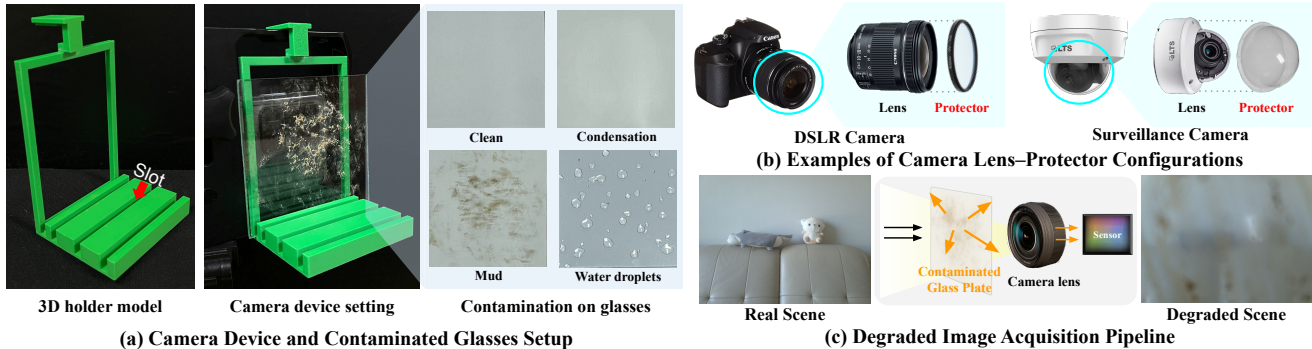 Slot
Clean
Condensation
Mud
Water droplets
3D holder model
Camera device setting
Contamination on glasses
(a) Camera Device and Contaminated Glasses Setup
Canon
Lens
Protector
LTS
LTS
Lens
Protector
DSLR Camera
Surveillance Camera
(b) Examples of Camera Lens–Protector Configurations
Contaminated
Glass Plate
Camera lens
Sensor
Real Scene
Degraded Scene
(c) Degraded Image Acquisition Pipeline